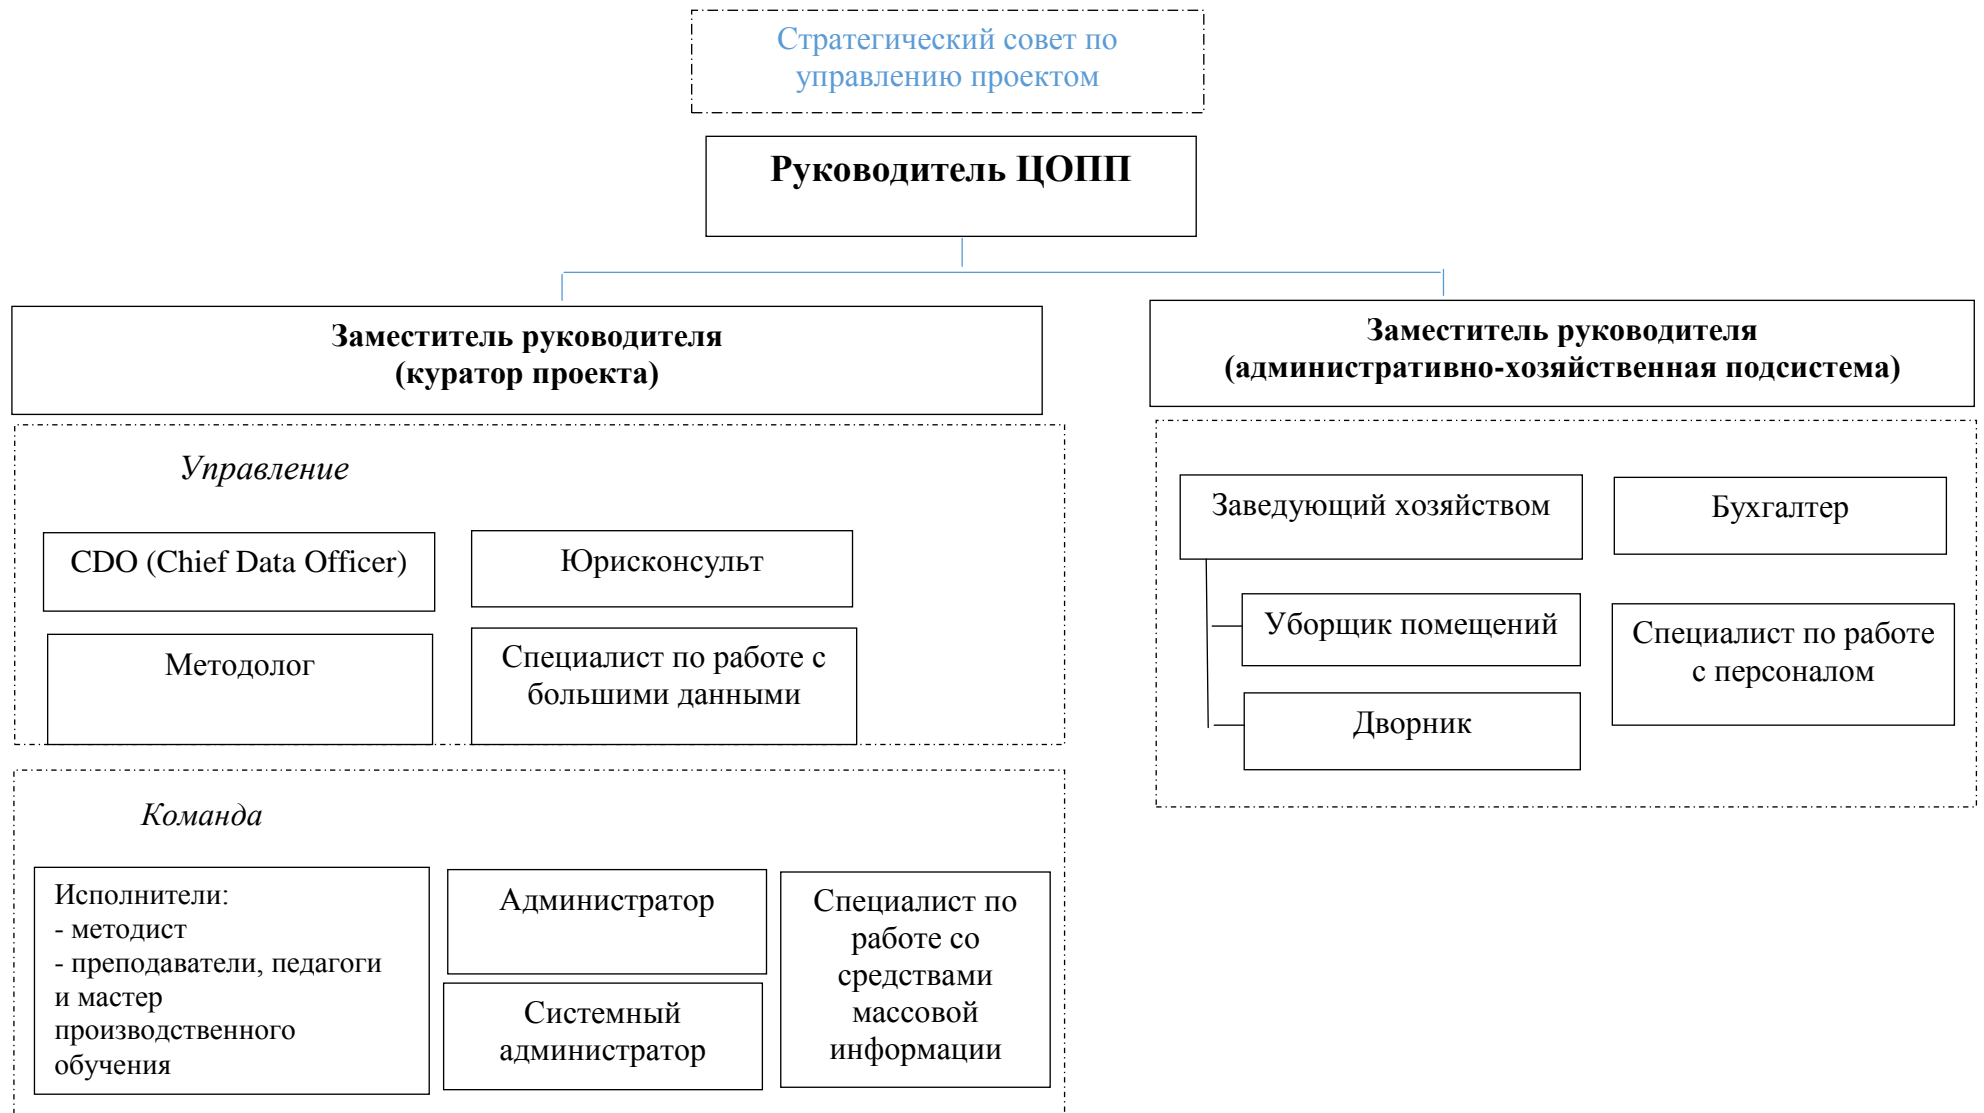 Стратегический совет по
управлению проектом
Руководитель ЦОПП
Заместитель руководителя
(куратор проекта)
Заместитель руководителя
(административно-хозяйственная подсистема)
Управление
CDO (Chief Data Officer)
Юрисконсульт
Методолог
Специалист по работе с
большими данными
Заведующий хозяйством
Бухгалтер
Уборщик помещений
Специалист по работе
с персоналом
Дворник
Команда
Исполнители:
- методист
- преподаватели, педагоги
и мастер
производственного
обучения
Администратор
Системный
администратор
Специалист по
работе со
средствами
массовой
информации